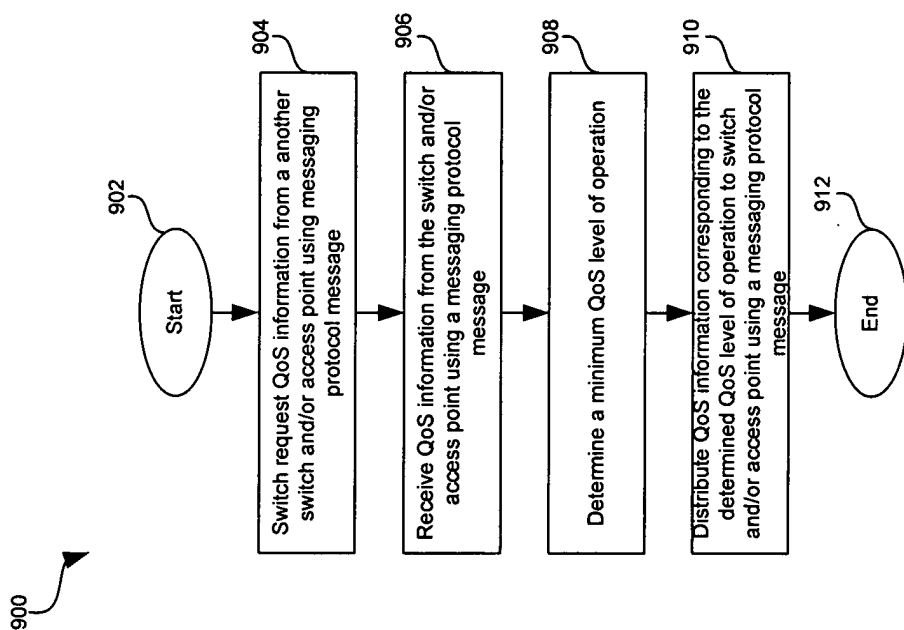 900
902
Start
904
Switch request QoS information from a another
switch and/or access point using messaging
protocol message
906
Receive QoS information from the switch and/or
access point using a messaging protocol
message
908
Determine a minimum QoS level of operation
910
Distribute QoS information corresponding to the
determined QoS level of operation to switch
and/or access point using a messaging protocol
message
912
End